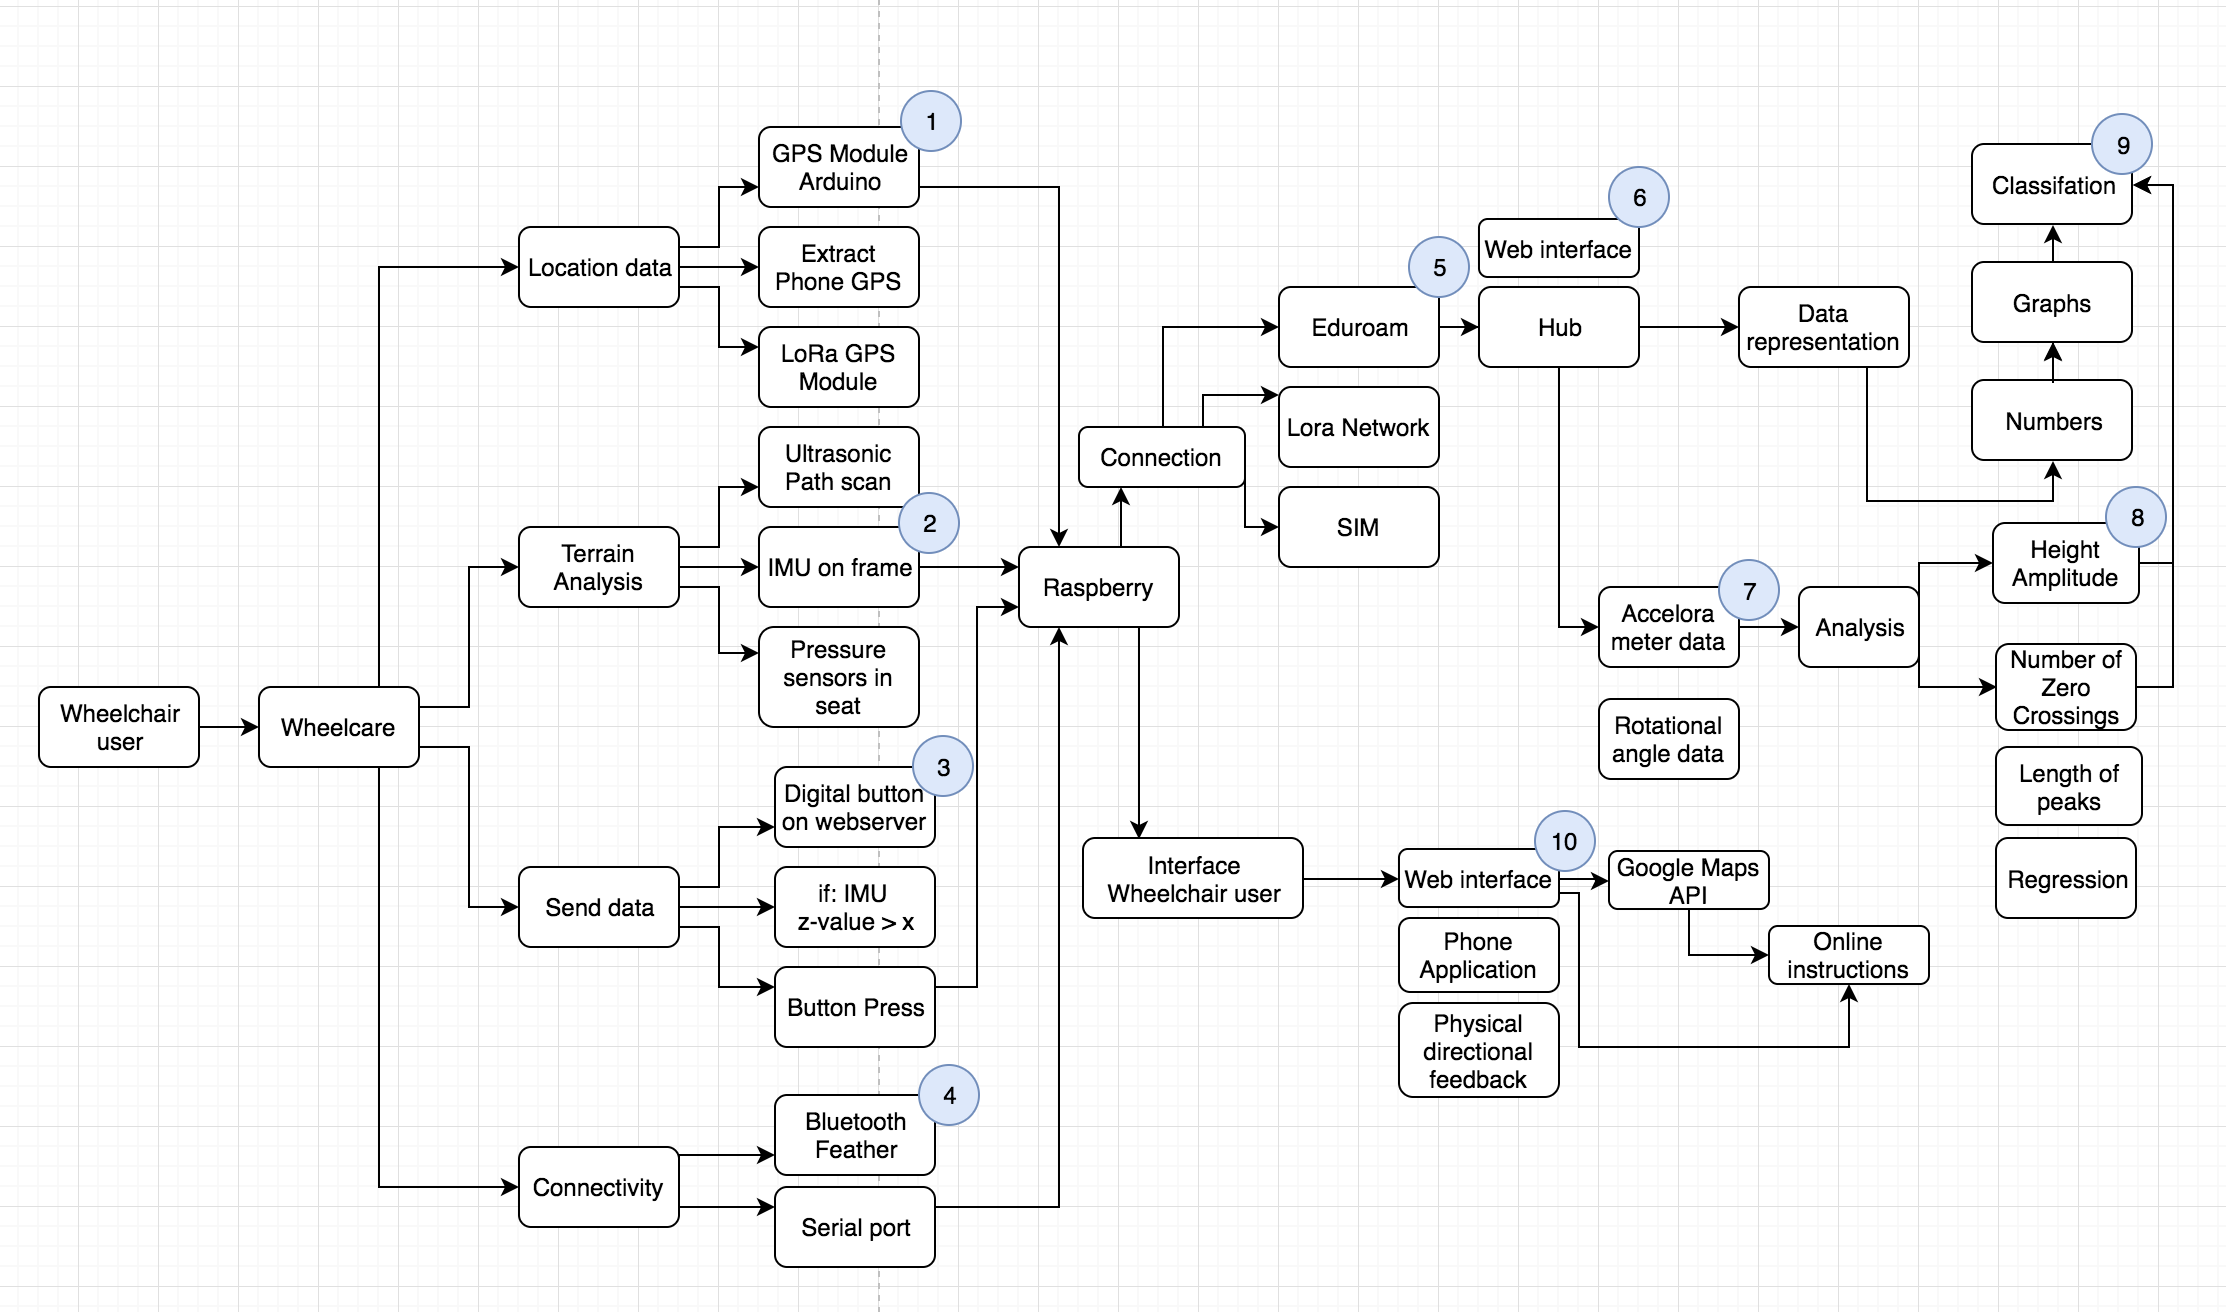 1
GPS Module
Arduino
Location data
Extract
Phone GPS
LoRa GPS
Module
Ultrasonic
Path scan
2
Terrain
Analysis
IMU on frame
Pressure
sensors in
seat
Wheelchair
user
Wheelcare
3
Digital button
on webserver
Send data
if: IMU
z-value > x
Button Press
4
Bluetooth
Feather
Connectivity
Serial port
Raspberry
Connection
5
Eduroam
Lora Network
SIM
6
Web interface
Hub
Data
representation
9
Classifation
Graphs
Numbers
7
Accelora
meter data
Analysis
8
Height
Amplitude
Number of
Zero
Crossings
Rotational
angle data
Length of
peaks
Regression
Interface
Wheelchair user
10
Web interface
Google Maps
API
Phone
Application
Online
instructions
Physical
directional
feedback